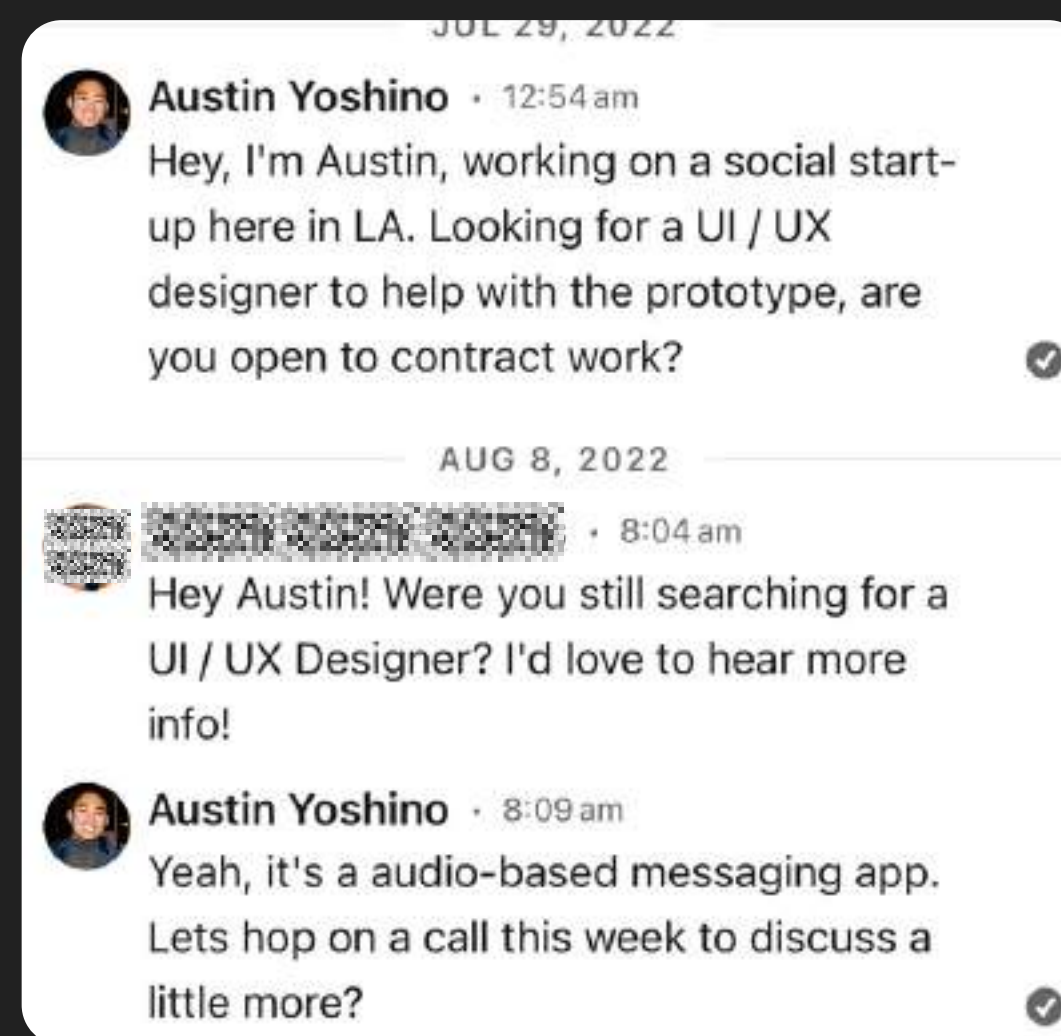 JUL 29, 2022
Austin Yoshino · 12:54 am
Hey, I'm Austin, working on a social start-
up here in LA. Looking for a UI / UX
designer to help with the prototype, are
you open to contract work?
AUG 8, 2022
· 8:04 am
Hey Austin! Were you still searching for a
UI / UX Designer? I'd love to hear more
info!
Austin Yoshino · 8:09 am
Yeah, it's a audio-based messaging app.
Lets hop on a call this week to discuss a
little more?